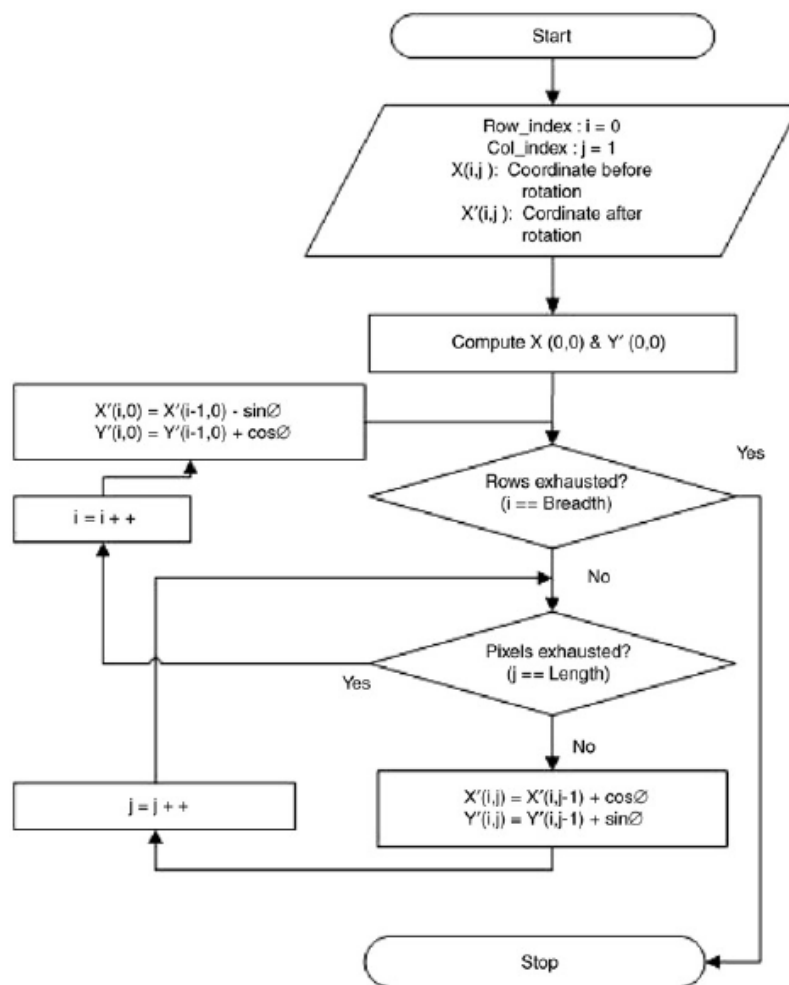 Start
Row_index : i = 0
Col_index : j = 1
X(i,j ): Coordinate before
rotation
X′(i,j ): Cordinate after
rotation
Compute X (0,0) & Y′ (0,0)
X′(i,0) = X′(i-1,0) - sin∅
Y′(i,0) = Y′(i-1,0) + cos∅
Yes
Rows exhausted?
(i == Breadth)
i = i + +
No
Pixels exhausted?
(j == Length)
Yes
No
j = j + +
X′(i,j) = X′(i,j-1) + cos∅
Y′(i,j) = Y′(i,j-1) + sin∅
Stop